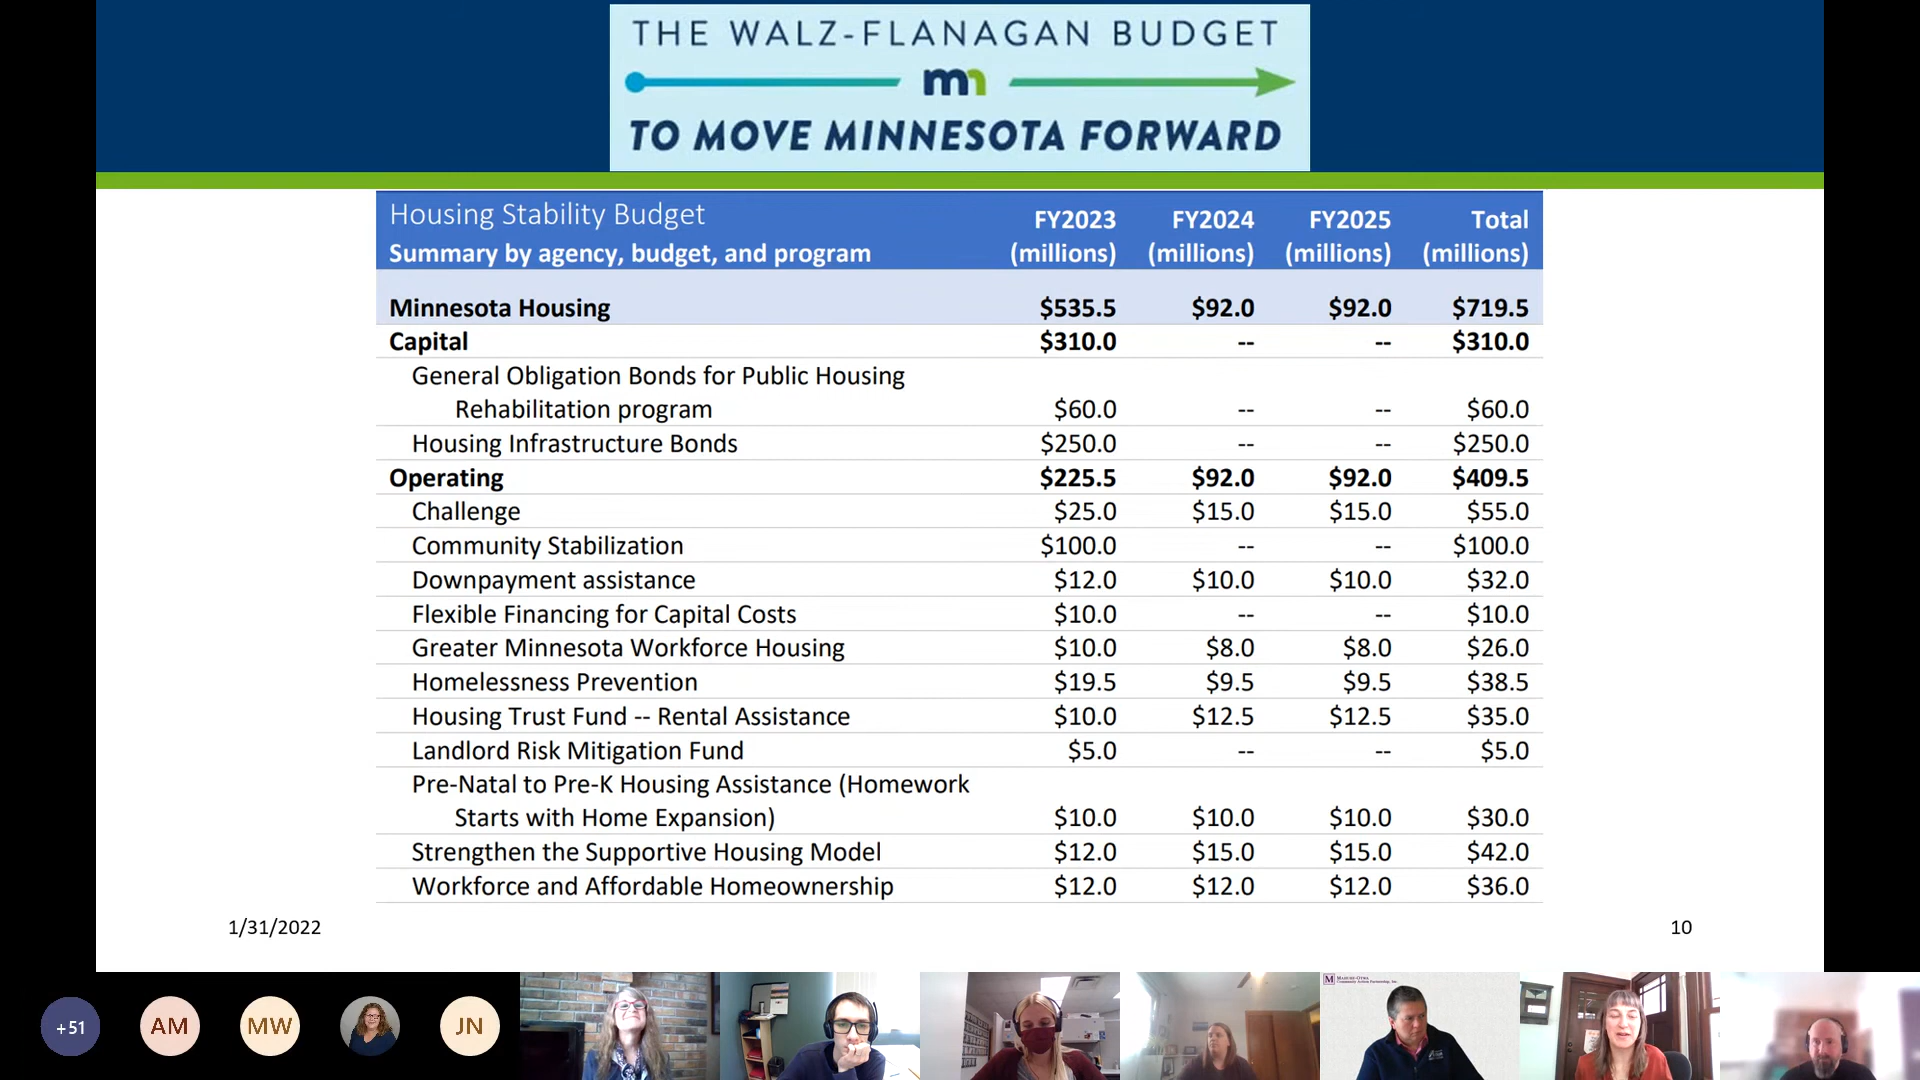 THE WALZ-FLANAGAN BUDGET
mn
TO MOVE MINNESOTA FORWARD
Housing Stability Budget FY2023 FY2024 FY2025 Total
Summary by agency, budget, and program (millions) (millions) (millions) (millions)
Minnesota Housing $535.5 $92.0 $92.0 $719.5
Capital $310.0 -- -- $310.0
General Obligation Bonds for Public Housing
Rehabilitation program $60.0 -- -- $60.0
Housing Infrastructure Bonds $250.0 -- -- $250.0
Operating $225.5 $92.0 $92.0 $409.5
Challenge $25.0 $15.0 $15.0 $55.0
Community Stabilization $100.0 -- -- $100.0
Downpayment assistance $12.0 $10.0 $10.0 $32.0
Flexible Financing for Capital Costs $10.0 -- -- $10.0
Greater Minnesota Workforce Housing $10.0 $8.0 $8.0 $26.0
Homelessness Prevention $19.5 $9.5 $9.5 $38.5
Housing Trust Fund -- Rental Assistance $10.0 $12.5 $12.5 $35.0
Landlord Risk Mitigation Fund $5.0 -- -- $5.0
Pre-Natal to Pre-K Housing Assistance (Homework
Starts with Home Expansion) $10.0 $10.0 $10.0 $30.0
Strengthen the Supportive Housing Model $12.0 $15.0 $15.0 $42.0
Workforce and Affordable Homeownership $12.0 $12.0 $12.0 $36.0
1/31/2022 10
+51 AM MW JN
M
Community Action Partnership, Inc.